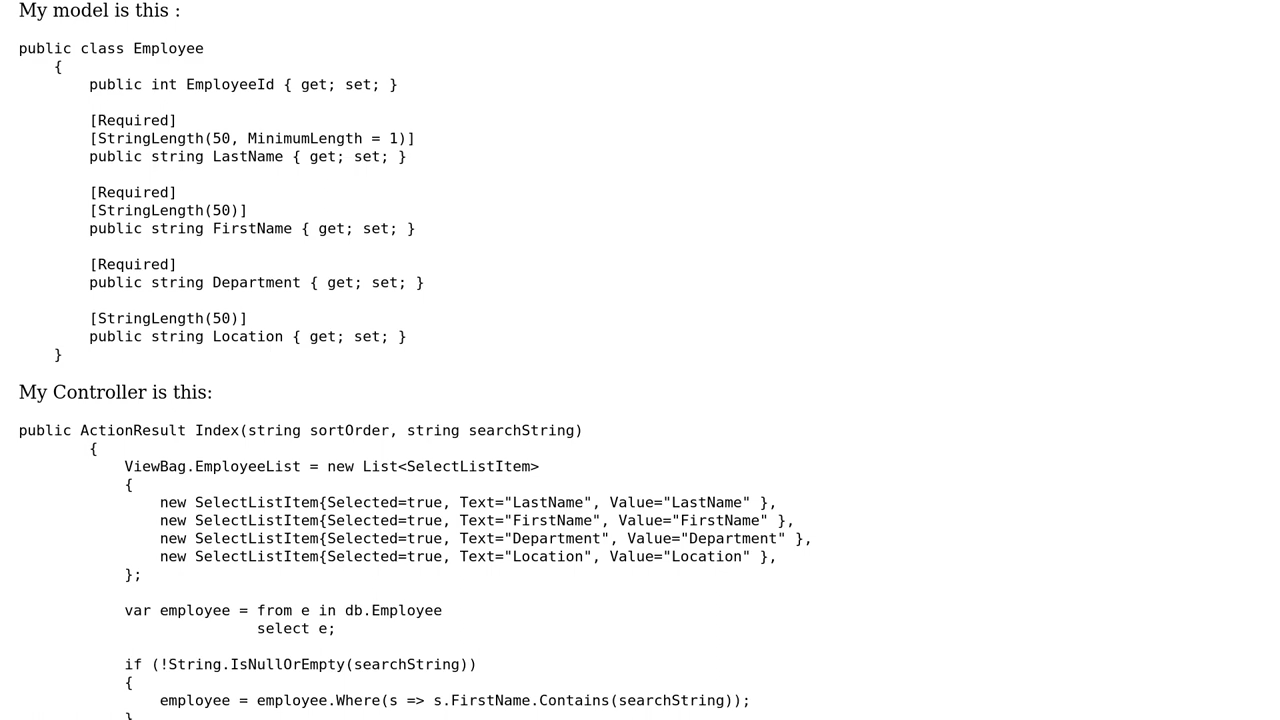 My model is this :
public class Employee
{
public int EmployeeId { get; set; }
[Required]
[StringLength(50, MinimumLength = 1)]
public string LastName { get; set; }
[Required]
[StringLength(50)]
public string FirstName { get; set; }
[Required]
public string Department { get; set; }
[StringLength(50)]
public string Location { get; set; }
}
My Controller is this:
public ActionResult Index(string sortOrder, string searchString)
{
ViewBag.EmployeeList = new List<SelectListItem>
{
new SelectListItem{Selected=true, Text="LastName", Value="LastName" },
new SelectListItem{Selected=true, Text="FirstName", Value="FirstName" },
new SelectListItem{Selected=true, Text="Department", Value="Department" },
new SelectListItem{Selected=true, Text="Location", Value="Location" },
};
var employee = from e in db.Employee
select e;
if (!String.IsNullOrEmpty(searchString))
{
employee = employee.Where(s => s.FirstName.Contains(searchString));
}